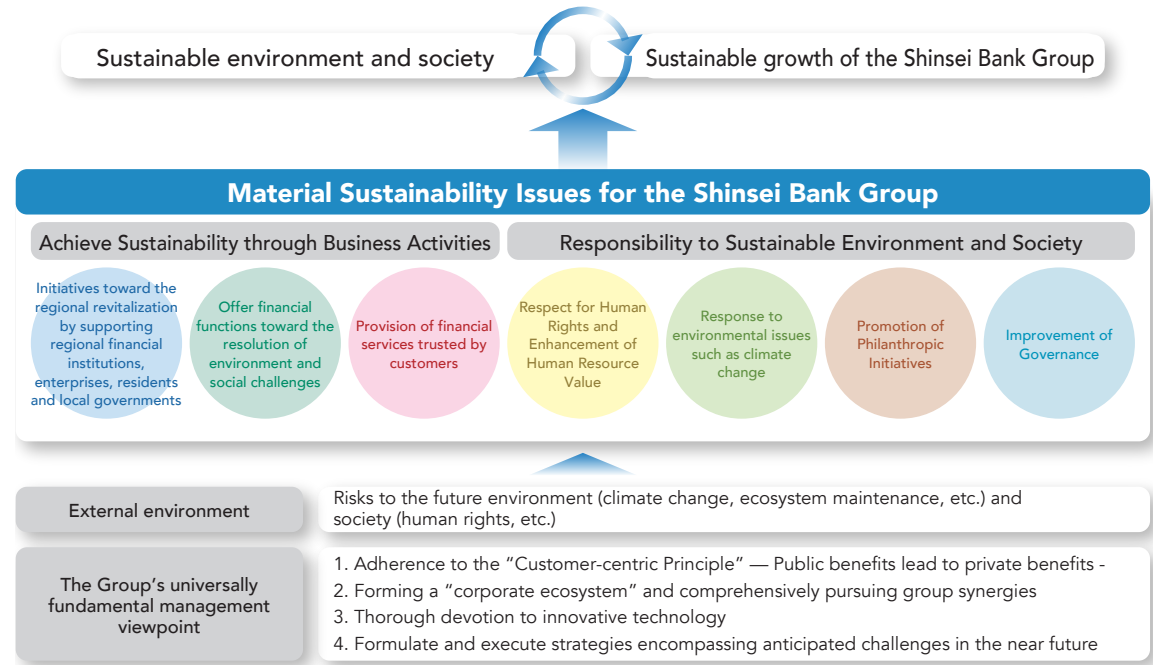 Sustainable environment and society
Sustainable growth of the Shinsei Bank Group
Material Sustainability Issues for the Shinsei Bank Group
Achieve Sustainability through Business Activities
Responsibility to Sustainable Environment and Society
Initiatives toward the
regional revitalization
by supporting
regional financial
institutions,
enterprises, residents
and local governments
Offer financial
functions toward the
resolution of
environment and
social challenges
Provision of financial
services trusted by
customers
Respect for Human
Rights and
Enhancement of
Human Resource
Value
Response to
environmental issues
such as climate
change
Promotion of
Philanthropic
Initiatives
Improvement of
Governance
External environment
Risks to the future environment (climate change, ecosystem maintenance, etc.) and
society (human rights, etc.)
The Group’s universally
fundamental management
viewpoint
1. Adherence to the “Customer-centric Principle” — Public benefits lead to private benefits -
2. Forming a “corporate ecosystem” and comprehensively pursuing group synergies
3. Thorough devotion to innovative technology
4. Formulate and execute strategies encompassing anticipated challenges in the near future